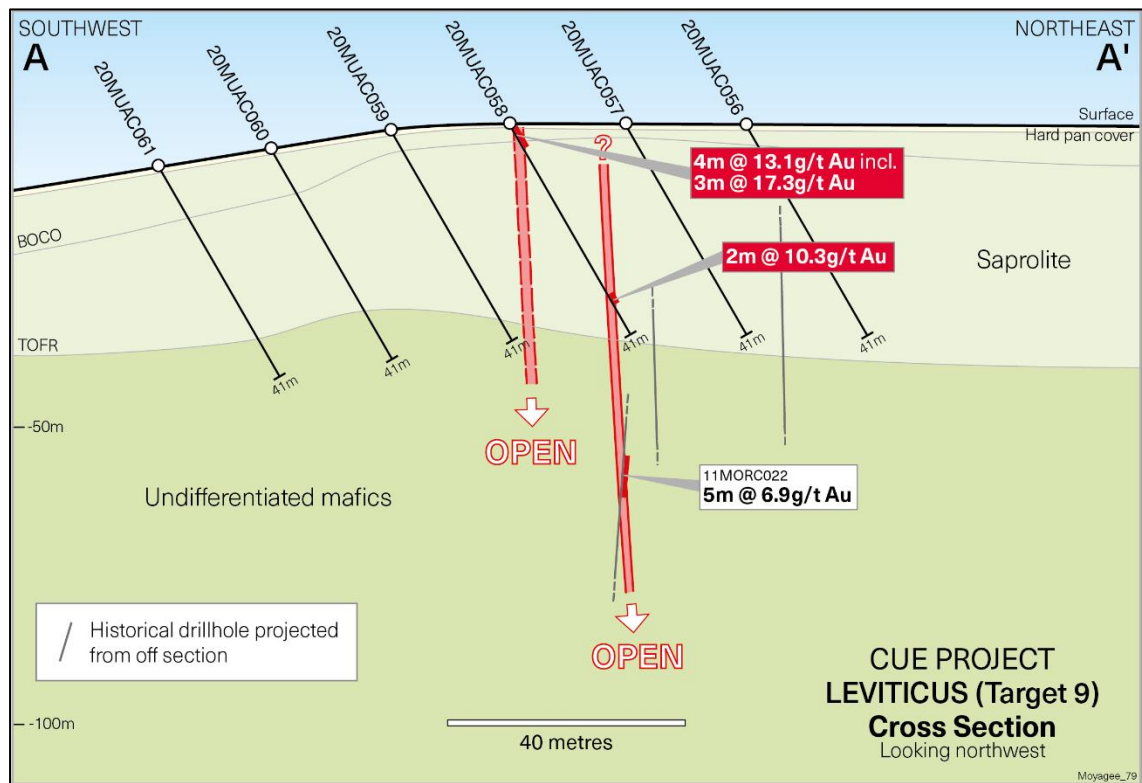 SOUTHWEST
A
NORTHEAST
A'
20MUAC061
20MUAC060
20MUAC059
20MUAC058
20MUAC057
20MUAC056
Surface
Hard pan cover
?
4m @ 13.1g/t Au incl.
3m @ 17.3g/t Au
BOCO
2m @ 10.3g/t Au
Saprolite
TOFR
41m
41m
41m
41m
41m
41m
-50m
OPEN
11MORC022
5m @ 6.9g/t Au
Undifferentiated mafics
Historical drillhole projected
from off section
OPEN
CUE PROJECT
LEVITICUS (Target 9)
Cross Section
Looking northwest
-100m
40 metres
Moyagee_79